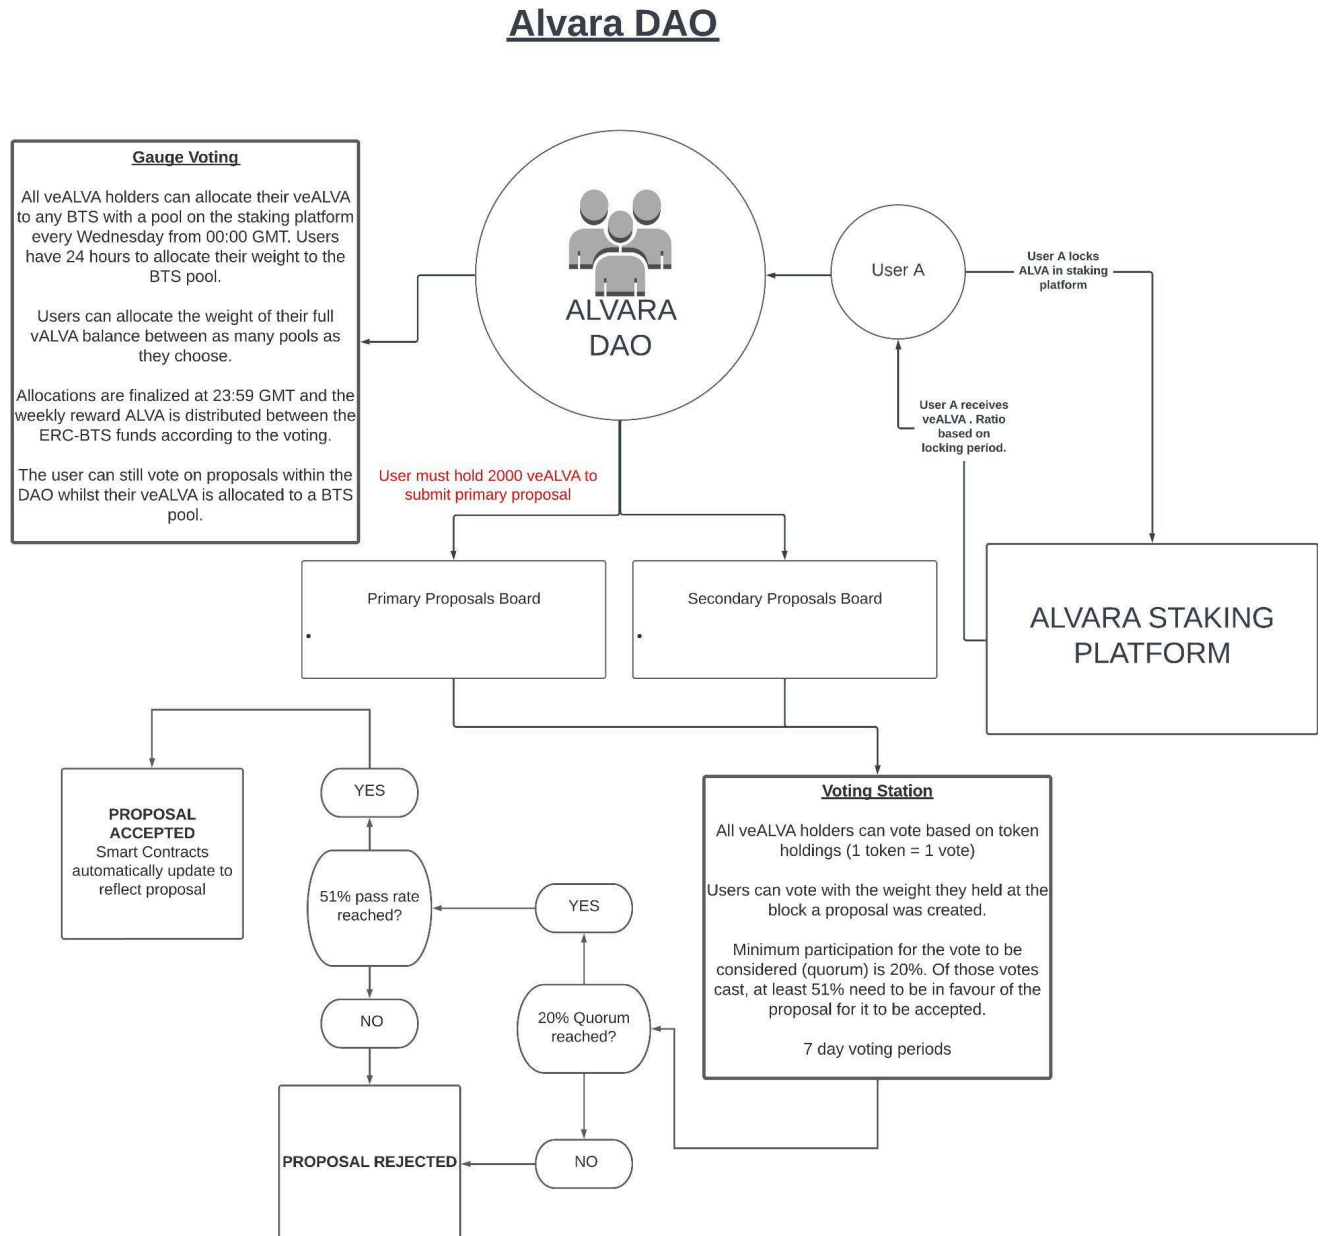 Alvara DAO
Gauge Voting
All veALVA holders can allocate their veALVA
to any BTS with a pool on the staking platform
every Wednesday from 00:00 GMT. Users
have 24 hours to allocate their weight to the
BTS pool.
Users can allocate the weight of their full
vALVA balance between as many pools as
they choose.
Allocations are finalized at 23:59 GMT and the
weekly reward ALVA is distributed between the
ERC-BTS funds according to the voting.
The user can still vote on proposals within the
DAO whilst their veALVA is allocated to a BTS
pool.
ALVARA
DAO
User A
User A locks
ALVA in staking
platform
User A receives
veALVA . Ratio
based on
locking period.
User must hold 2000 veALVA to
submit primary proposal
Primary Proposals Board
•
Secondary Proposals Board
•
ALVARA STAKING
PLATFORM
PROPOSAL
ACCEPTED
Smart Contracts
automatically update to
reflect proposal
YES
51% pass rate
reached?
NO
PROPOSAL REJECTED
YES
20% Quorum
reached?
NO
Voting Station
All veALVA holders can vote based on token
holdings (1 token = 1 vote)
Users can vote with the weight they held at the
block a proposal was created.
Minimum participation for the vote to be
considered (quorum) is 20%. Of those votes
cast, at least 51% need to be in favour of the
proposal for it to be accepted.
7 day voting periods